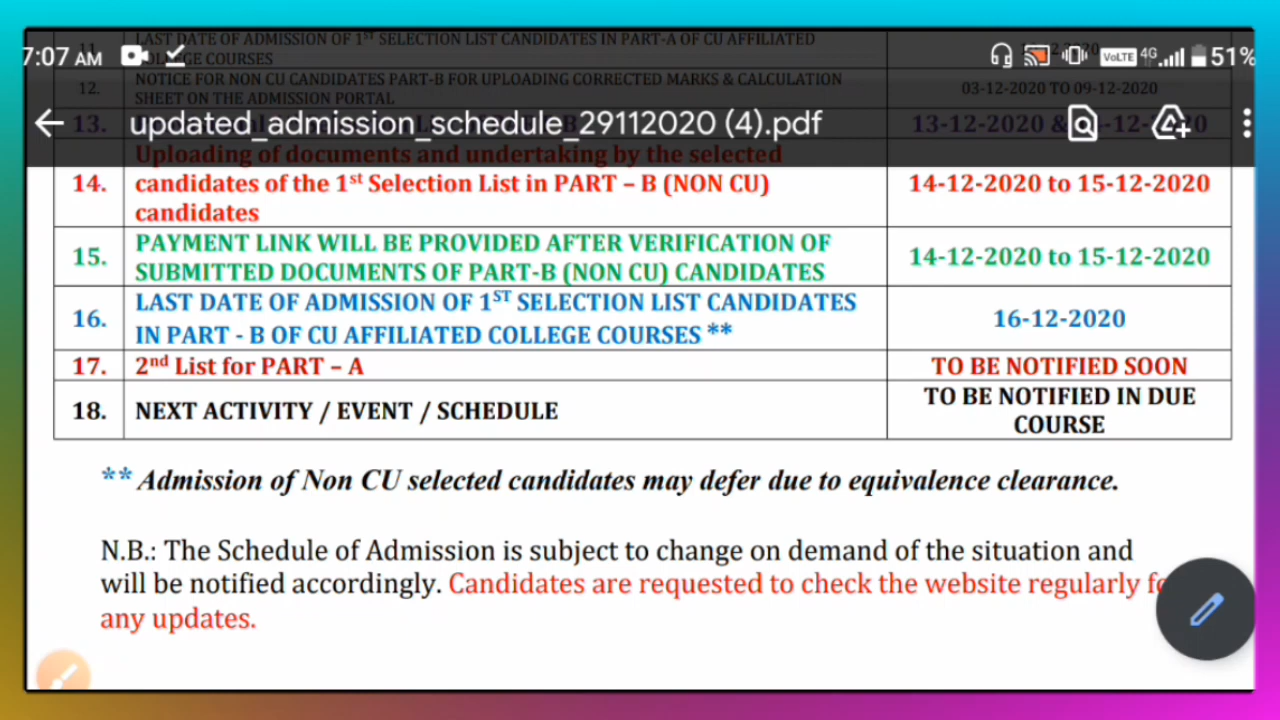 LAST DATE OF ADMISSION OF 1ST SELECTION LIST CANDIDATES IN PART-A OF CU AFFILIATED
7:07 AM
VoLTE 4G 51%
COLLEGE COURSES
12. NOTICE FOR NON CU CANDIDATES PART-B FOR UPLOADING CORRECTED MARKS & CALCULATION 03-12-2020 TO 09-12-2020
SHEET ON THE ADMISSION PORTAL
updated_admission_schedule_29112020 (4).pdf
13. 13-12-2020 &
Uploading of documents and undertaking by the selected
14. candidates of the 1st Selection List in PART – B (NON CU) 14-12-2020 to 15-12-2020
candidates
PAYMENT LINK WILL BE PROVIDED AFTER VERIFICATION OF
15. SUBMITTED DOCUMENTS OF PART-B (NON CU) CANDIDATES 14-12-2020 to 15-12-2020
LAST DATE OF ADMISSION OF 1ST SELECTION LIST CANDIDATES
16. IN PART - B OF CU AFFILIATED COLLEGE COURSES ** 16-12-2020
17. 2nd List for PART – A TO BE NOTIFIED SOON
18. NEXT ACTIVITY / EVENT / SCHEDULE TO BE NOTIFIED IN DUE
COURSE
** Admission of Non CU selected candidates may defer due to equivalence clearance.
N.B.: The Schedule of Admission is subject to change on demand of the situation and
will be notified accordingly. Candidates are requested to check the website regularly
any updates.